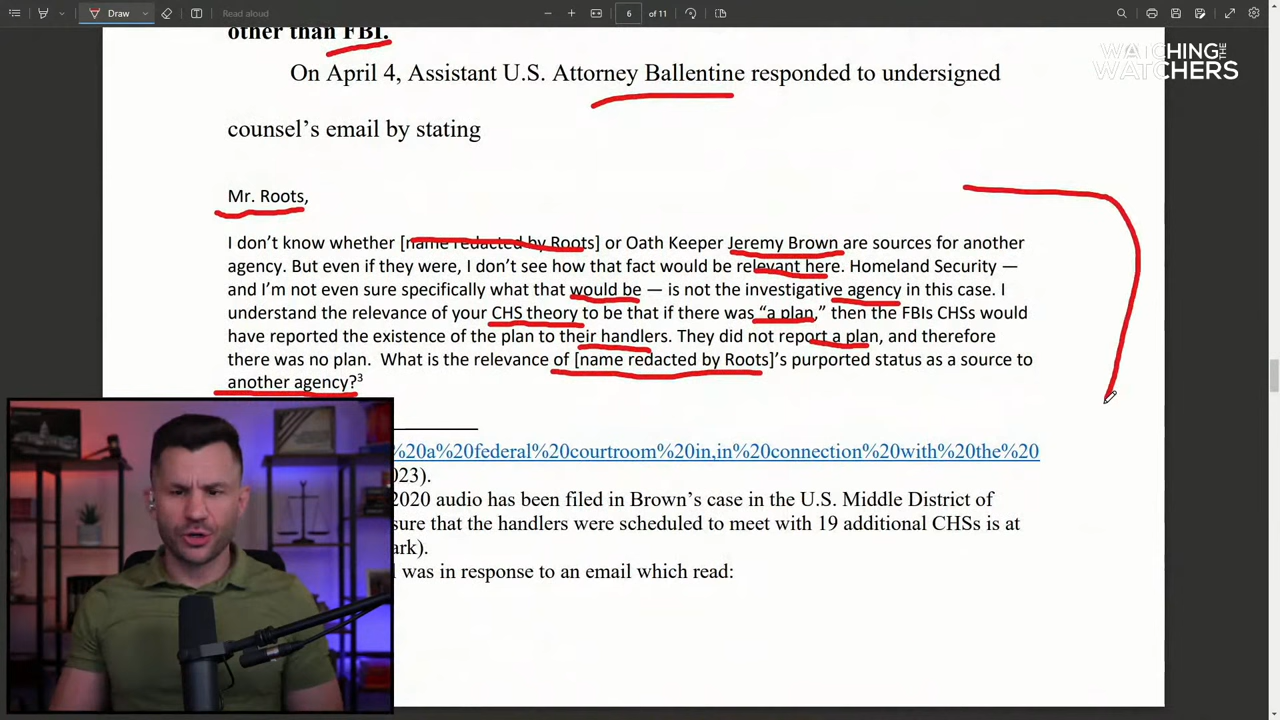 Draw
Read aloud
6
of 11
WATCHING THE WATCHERS
other than FBI.
On April 4, Assistant U.S. Attorney Ballentine responded to undersigned
counsel's email by stating
Mr. Roots,
I don't know whether [name redacted by Roots] or Oath Keeper Jeremy Brown are sources for another
agency. But even if they were, I don't see how that fact would be relevant here. Homeland Security —
and I'm not even sure specifically what that would be — is not the investigative agency in this case. I
understand the relevance of your CHS theory to be that if there was “a plan,” then the FBIs CHSs would
have reported the existence of the plan to their handlers. They did not report a plan, and therefore
there was no plan. What is the relevance of [name redacted by Roots]'s purported status as a source to
another agency?3
%20a%20federal%20courtroom%20in,in%20connection%20with%20the%20
023).
2020 audio has been filed in Brown's case in the U.S. Middle District of
sure that the handlers were scheduled to meet with 19 additional CHSs is at
ark).
was in response to an email which read: